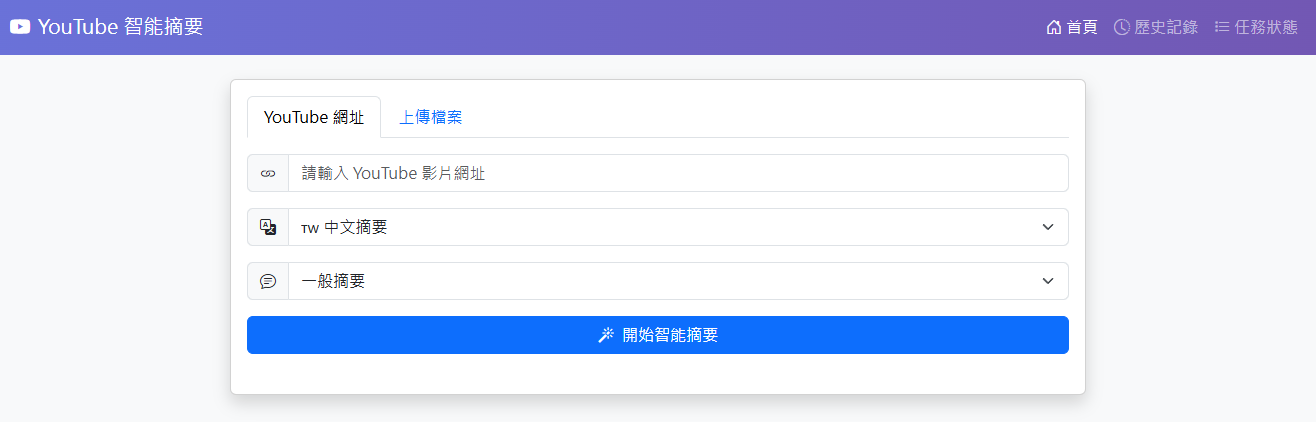 YouTube 智能摘要
首頁 歷史記錄 任務狀態
YouTube 網址 上傳檔案
請輸入 YouTube 影片網址
TW 中文摘要
一般摘要
開始智能摘要